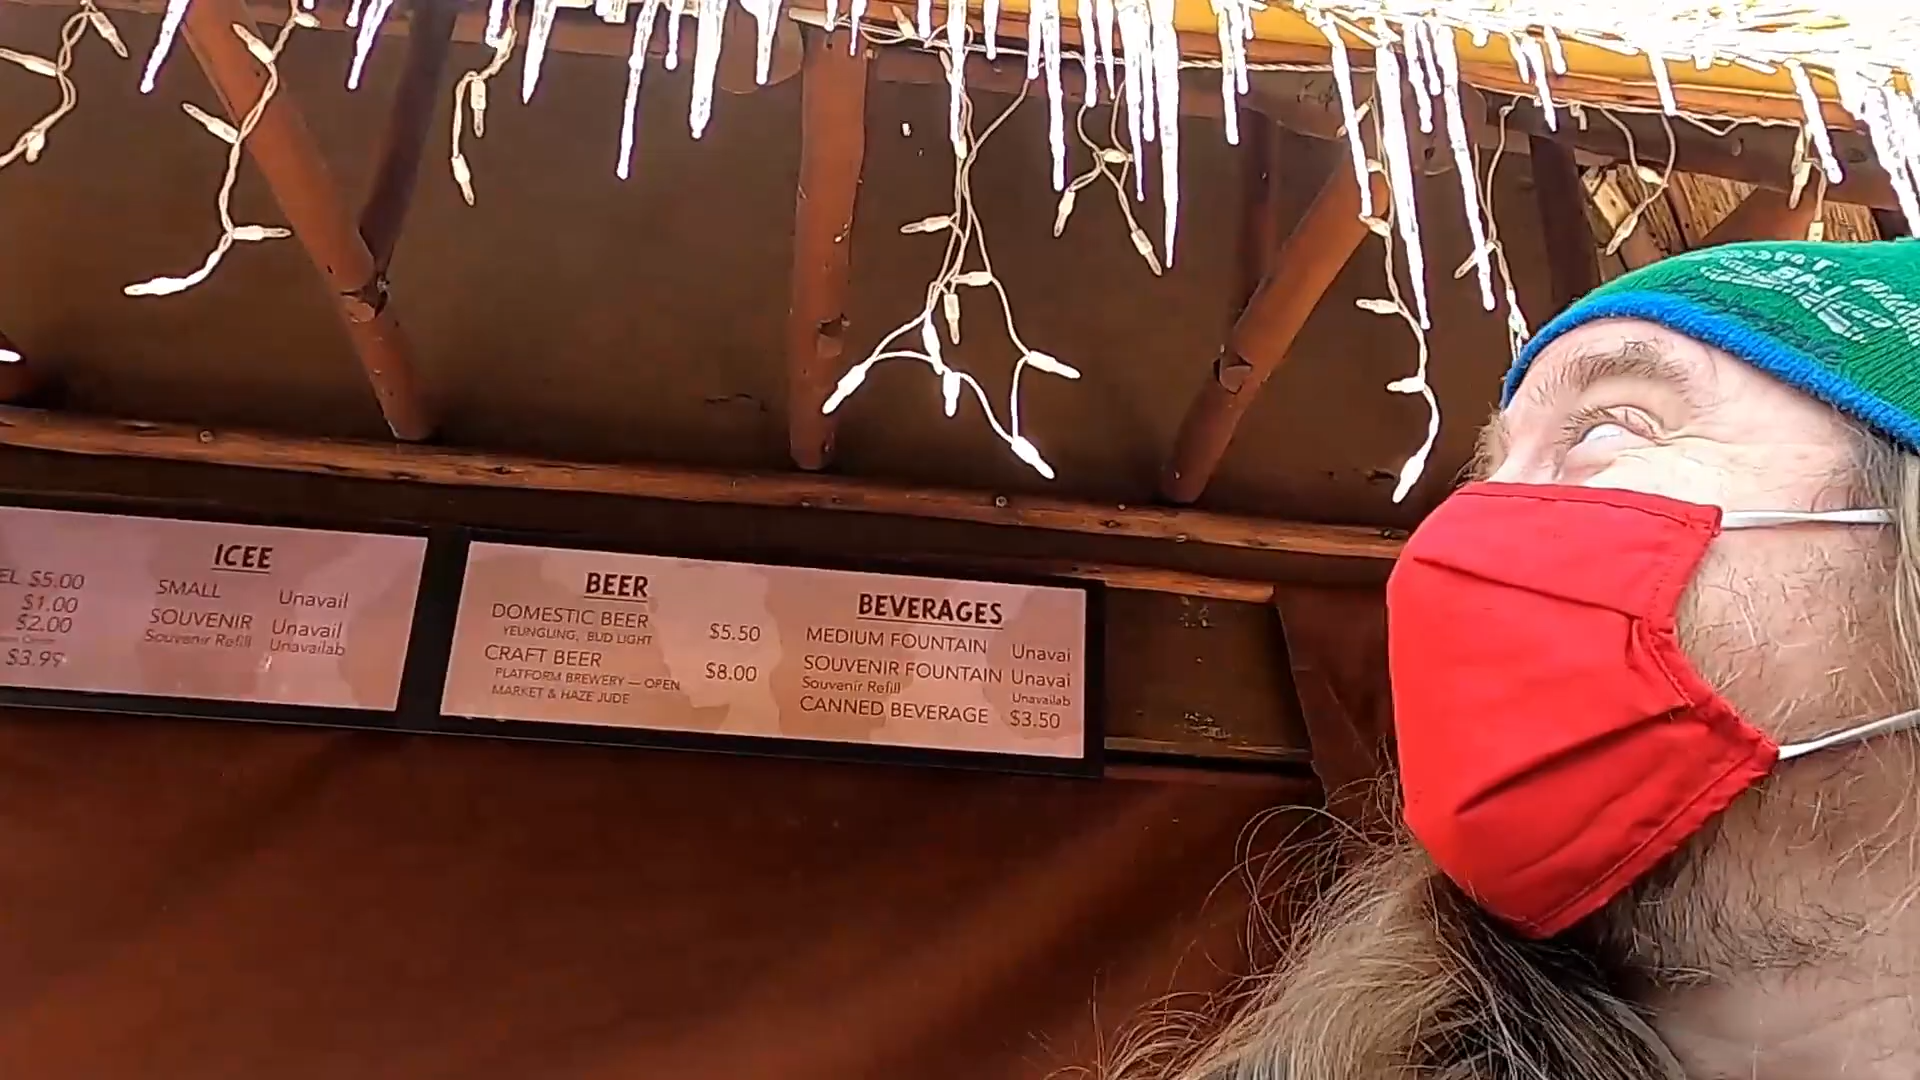 EL $5.00
$1.00
$2.00
$3.99
ICEE
SMALL Unavail
SOUVENIR Unavail
Souvenir Refill Unavailab
BEER
DOMESTIC BEER $5.50
YEUNGLING, BUD LIGHT
CRAFT BEER $8.00
PLATFORM BREWERY — OPEN
MARKET & HAZE JUDE
BEVERAGES
MEDIUM FOUNTAIN Unavai
SOUVENIR FOUNTAIN Unavai
Souvenir Refill Unavailab
CANNED BEVERAGE $3.50